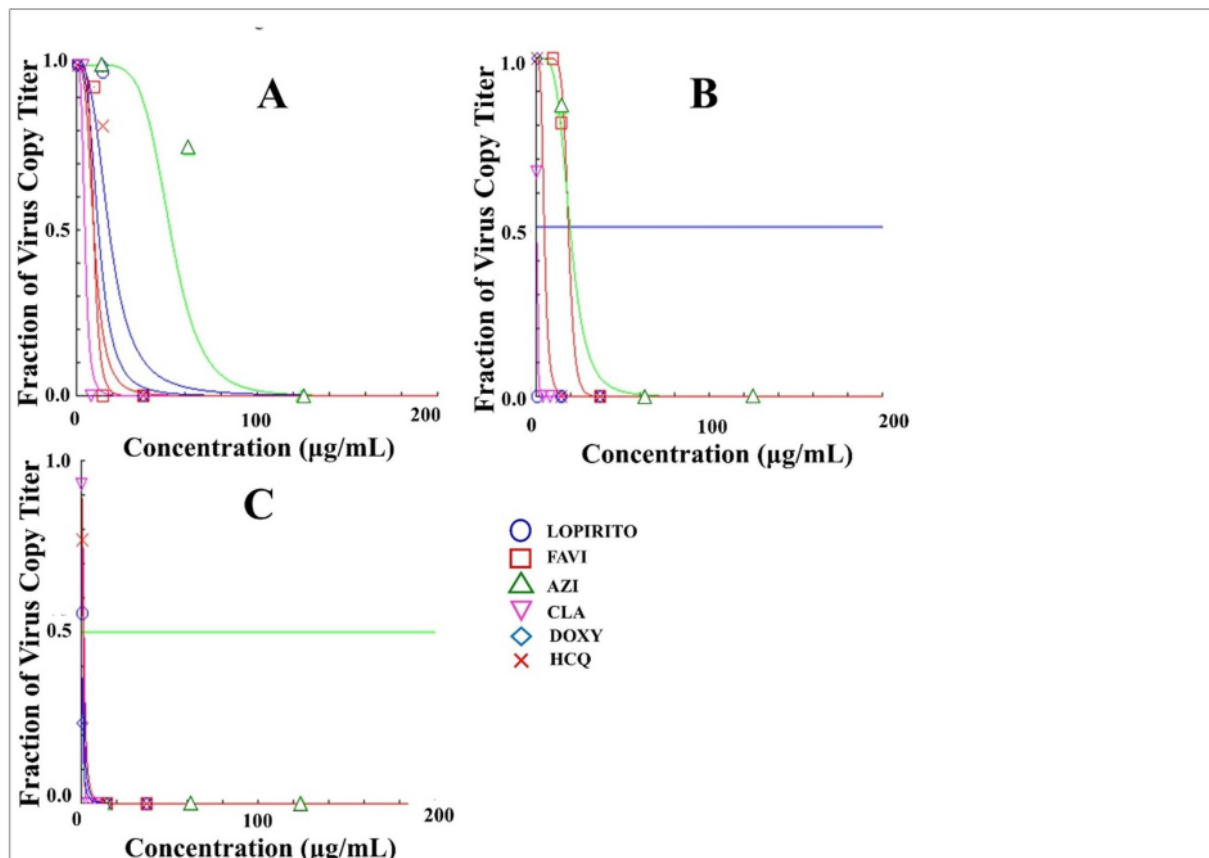 A
Fraction of Virus Copy Titer
1.0
0.5
0.0
0
100
200
Concentration (µg/mL)
B
Fraction of Virus Copy Titer
1.0
0.5
0.0
0
100
200
Concentration (µg/mL)
C
Fraction of Virus Copy Titer
1.0
0.5
0.0
0
100
200
Concentration (µg/mL)
LOPIRITO
FAVI
AZI
CLA
DOXY
HCQ